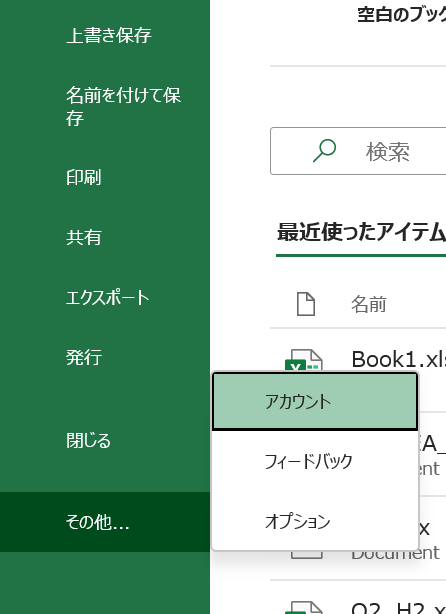 上書き保存
名前を付けて保
存
印刷
共有
エクスポート
発行
閉じる
その他...
空白のブック
検索
最近使ったアイテム
名前
Book1.xls
アカウント
フィードバック
オプション
EA_
ent
x
Document
Q2_H2.x